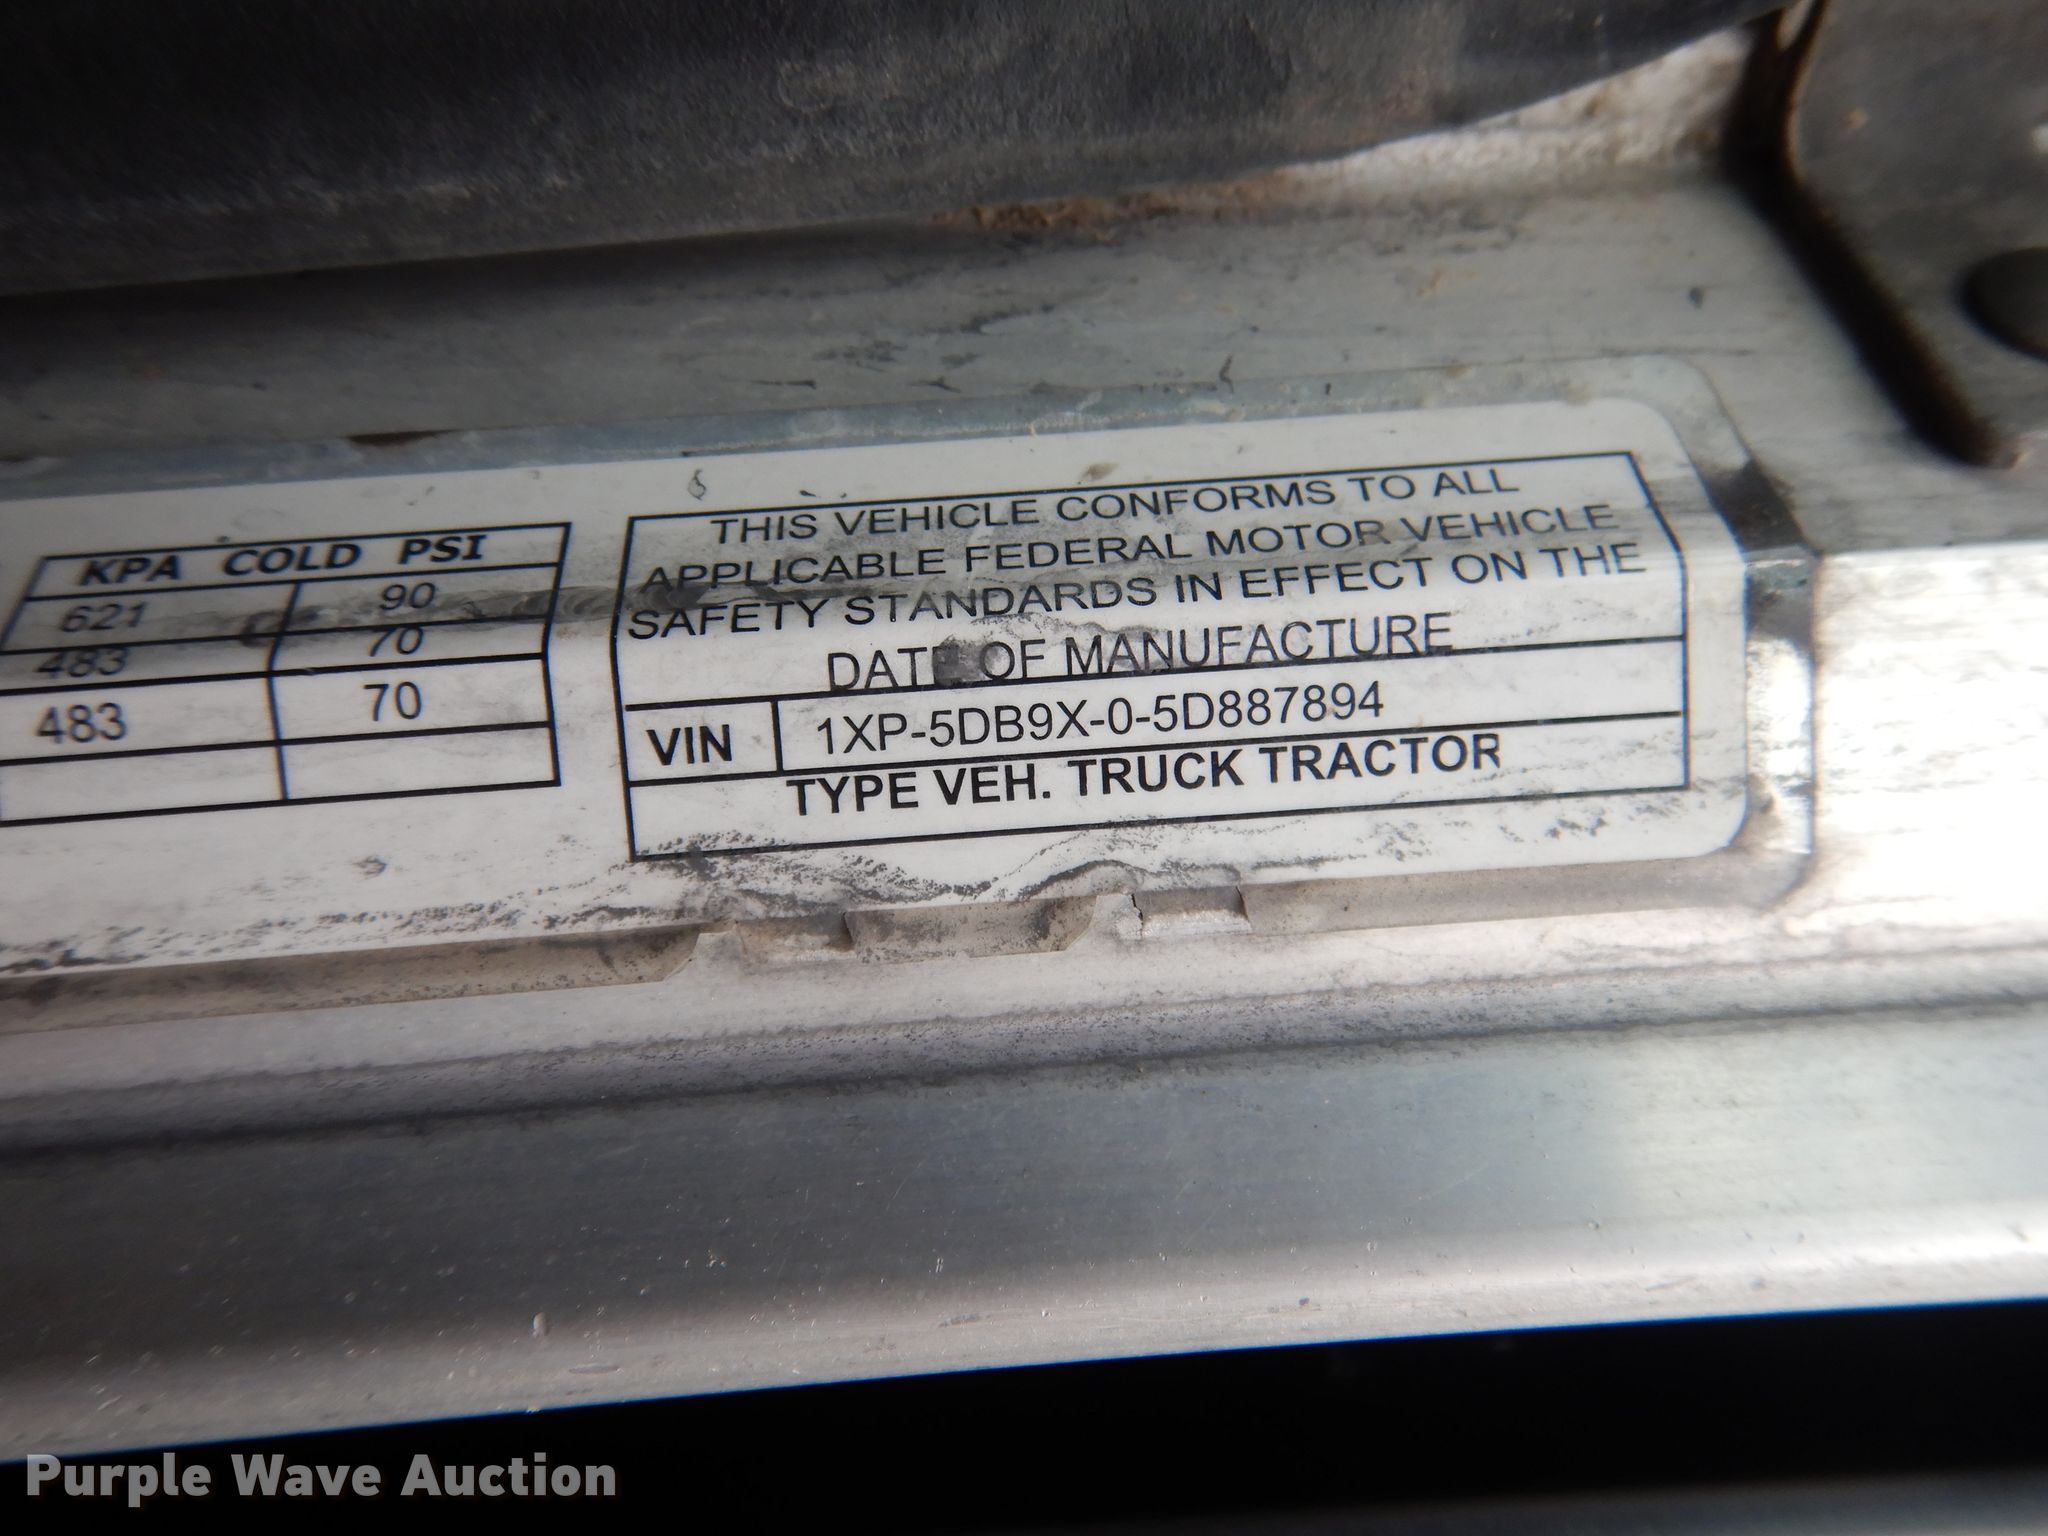 KPA COLD PSI
621 90
483 70
483 70
THIS VEHICLE CONFORMS TO ALL
APPLICABLE FEDERAL MOTOR VEHICLE
SAFETY STANDARDS IN EFFECT ON THE
DATE OF MANUFACTURE
VIN 1XP-5DB9X-0-5D887894
TYPE VEH. TRUCK TRACTOR
Purple Wave Auction